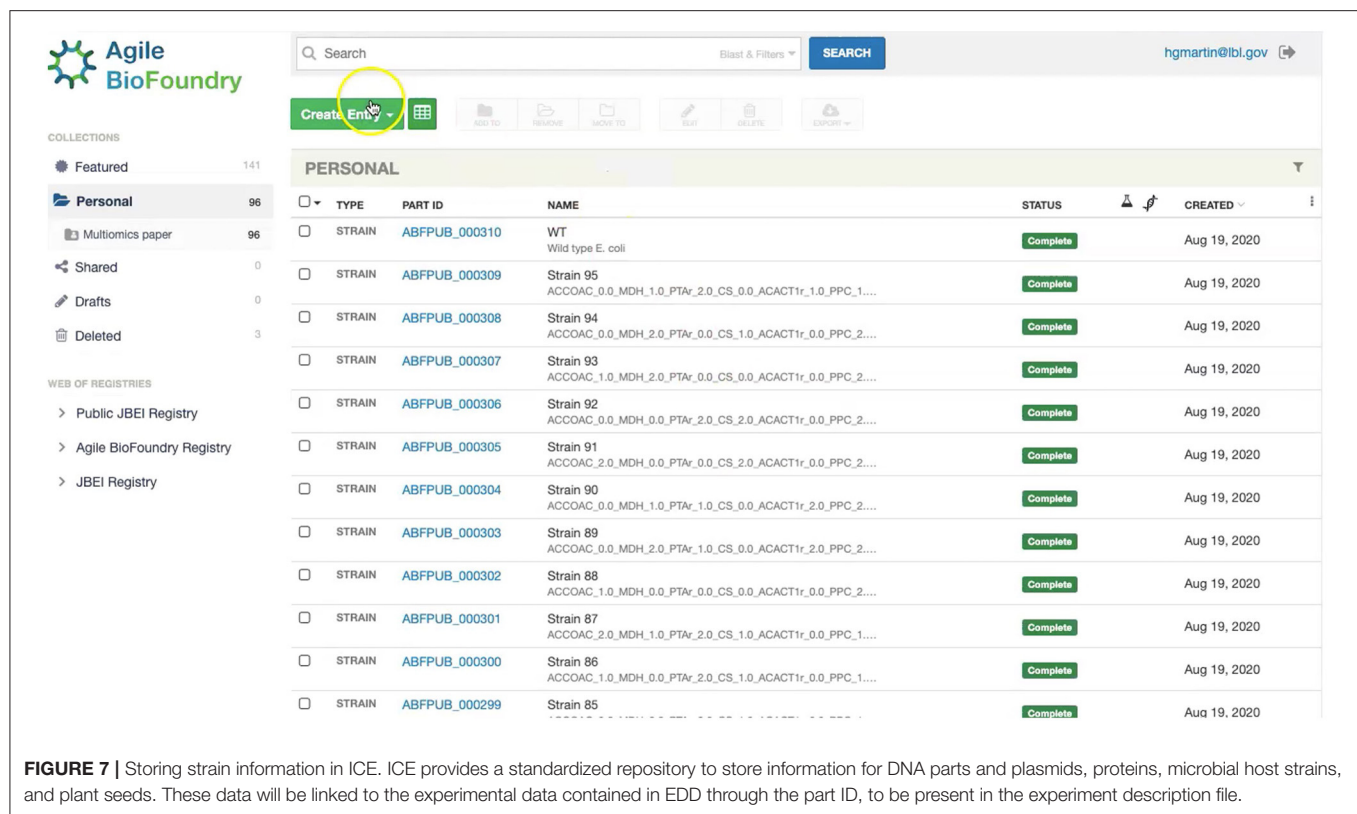 Agile
BioFoundry
Search
Blast & Filters
SEARCH
hgmartin@lbl.gov
Create Entry
ADD TO
REMOVE
MOVE TO
EDIT
DELETE
EXPORT
COLLECTIONS
Featured 141
Personal 96
Multiomics paper 96
Shared 0
Drafts 0
Deleted 3
WEB OF REGISTRIES
Public JBEI Registry
Agile BioFoundry Registry
JBEI Registry
PERSONAL
TYPE PART ID NAME STATUS CREATED
STRAIN ABFPUB_000310 WT Complete Aug 19, 2020
Wild type E. coli
STRAIN ABFPUB_000309 Strain 95 Complete Aug 19, 2020
ACCOAC_0.0_MDH_1.0_PTAr_2.0_CS_0.0_ACACT1r_1.0_PPC_1....
STRAIN ABFPUB_000308 Strain 94 Complete Aug 19, 2020
ACCOAC_0.0_MDH_2.0_PTAr_2.0_CS_1.0_ACACT1r_0.0_PPC_2....
STRAIN ABFPUB_000307 Strain 93 Complete Aug 19, 2020
ACCOAC_1.0_MDH_2.0_PTAr_0.0_CS_0.0_ACACT1r_0.0_PPC_2....
STRAIN ABFPUB_000306 Strain 92 Complete Aug 19, 2020
ACCOAC_0.0_MDH_0.0_PTAr_2.0_CS_2.0_ACACT1r_0.0_PPC_2....
STRAIN ABFPUB_000305 Strain 91 Complete Aug 19, 2020
ACCOAC_2.0_MDH_0.0_PTAr_0.0_CS_2.0_ACACT1r_0.0_PPC_2....
STRAIN ABFPUB_000304 Strain 90 Complete Aug 19, 2020
ACCOAC_0.0_MDH_1.0_PTAr_1.0_CS_0.0_ACACT1r_2.0_PPC_2....
STRAIN ABFPUB_000303 Strain 89 Complete Aug 19, 2020
ACCOAC_0.0_MDH_2.0_PTAr_1.0_CS_0.0_ACACT1r_2.0_PPC_2....
STRAIN ABFPUB_000302 Strain 88 Complete Aug 19, 2020
ACCOAC_1.0_MDH_0.0_PTAr_0.0_CS_0.0_ACACT1r_0.0_PPC_2....
STRAIN ABFPUB_000301 Strain 87 Complete Aug 19, 2020
ACCOAC_2.0_MDH_1.0_PTAr_2.0_CS_1.0_ACACT1r_0.0_PPC_1....
STRAIN ABFPUB_000300 Strain 86 Complete Aug 19, 2020
ACCOAC_1.0_MDH_0.0_PTAr_2.0_CS_1.0_ACACT1r_0.0_PPC_1....
STRAIN ABFPUB_000299 Strain 85 Complete Aug 19, 2020
FIGURE 7 | Storing strain information in ICE. ICE provides a standardized repository to store information for DNA parts and plasmids, proteins, microbial host strains,
and plant seeds. These data will be linked to the experimental data contained in EDD through the part ID, to be present in the experiment description file.